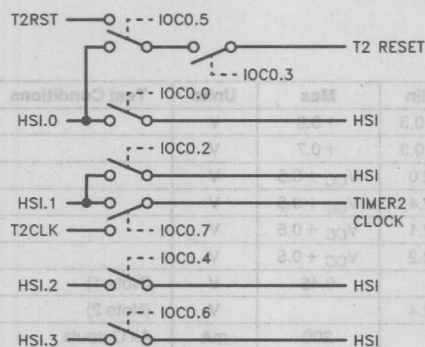 T2RST
IOC0.5
T2 RESET
IOC0.3
IOC0.0
HSI.0
HSI
IOC0.2
HSI
HSI.1
TIMER2
CLOCK
T2CLK
IOC0.7
IOC0.4
HSI.2
HSI
IOC0.6
HSI.3
HSI